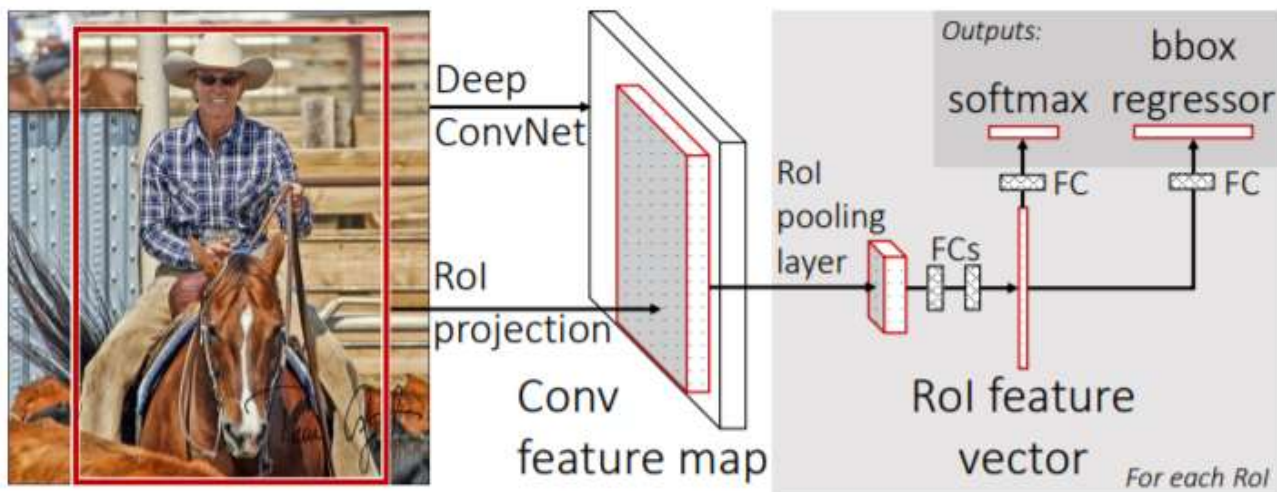 Deep
ConvNet
RoI
projection
Conv
feature map
RoI
pooling
layer
FCs
RoI feature
vector
For each RoI
Outputs:
softmax
bbox
regressor
FC
FC